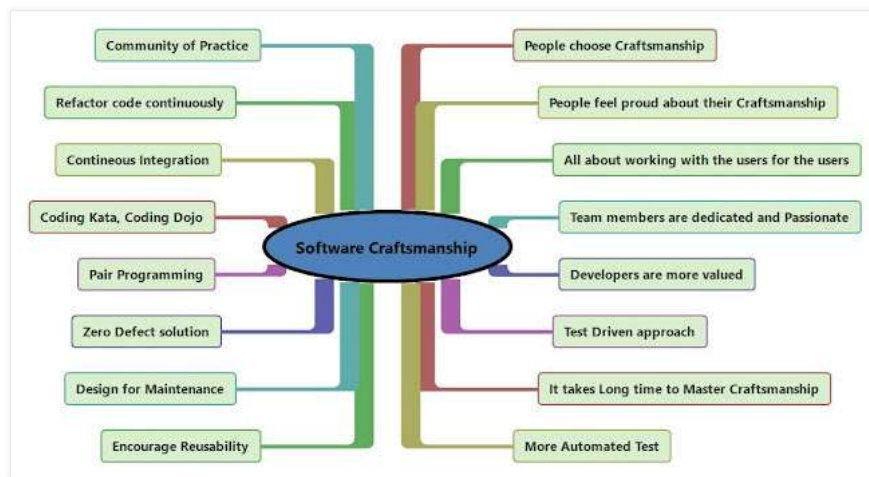 Community of Practice
People choose Craftsmanship
Refactor code continuously
People feel proud about their Craftsmanship
Contineous Integration
All about working with the users for the users
Coding Kata, Coding Dojo
Team members are dedicated and Passionate
Software Craftsmanship
Pair Programming
Developers are more valued
Zero Defect solution
Test Driven approach
Design for Maintenance
It takes Long time to Master Craftsmanship
Encourage Reusability
More Automated Test